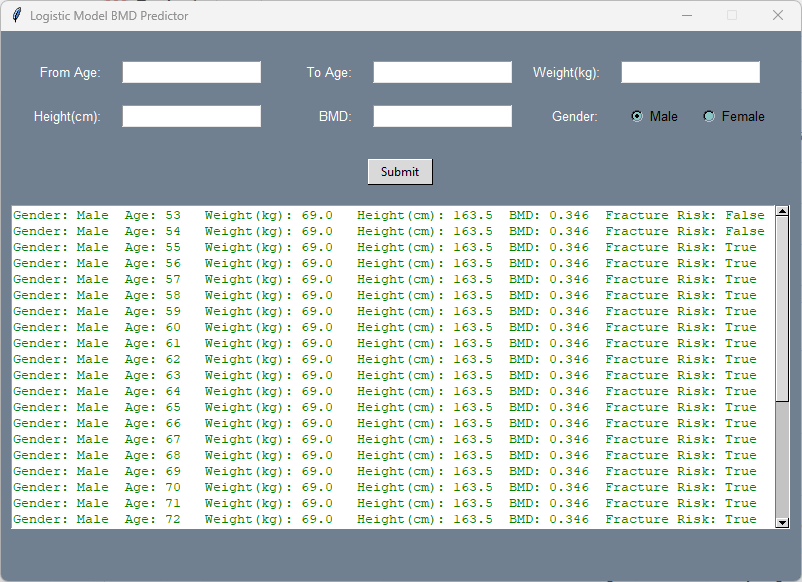 Logistic Model BMD Predictor
From Age: To Age: Weight(kg):
Height(cm): BMD: Gender: Male Female
Submit
Gender: Male Age: 53 Weight(kg): 69.0 Height(cm): 163.5 BMD: 0.346 Fracture Risk: False
Gender: Male Age: 54 Weight(kg): 69.0 Height(cm): 163.5 BMD: 0.346 Fracture Risk: False
Gender: Male Age: 55 Weight(kg): 69.0 Height(cm): 163.5 BMD: 0.346 Fracture Risk: True
Gender: Male Age: 56 Weight(kg): 69.0 Height(cm): 163.5 BMD: 0.346 Fracture Risk: True
Gender: Male Age: 57 Weight(kg): 69.0 Height(cm): 163.5 BMD: 0.346 Fracture Risk: True
Gender: Male Age: 58 Weight(kg): 69.0 Height(cm): 163.5 BMD: 0.346 Fracture Risk: True
Gender: Male Age: 59 Weight(kg): 69.0 Height(cm): 163.5 BMD: 0.346 Fracture Risk: True
Gender: Male Age: 60 Weight(kg): 69.0 Height(cm): 163.5 BMD: 0.346 Fracture Risk: True
Gender: Male Age: 61 Weight(kg): 69.0 Height(cm): 163.5 BMD: 0.346 Fracture Risk: True
Gender: Male Age: 62 Weight(kg): 69.0 Height(cm): 163.5 BMD: 0.346 Fracture Risk: True
Gender: Male Age: 63 Weight(kg): 69.0 Height(cm): 163.5 BMD: 0.346 Fracture Risk: True
Gender: Male Age: 64 Weight(kg): 69.0 Height(cm): 163.5 BMD: 0.346 Fracture Risk: True
Gender: Male Age: 65 Weight(kg): 69.0 Height(cm): 163.5 BMD: 0.346 Fracture Risk: True
Gender: Male Age: 66 Weight(kg): 69.0 Height(cm): 163.5 BMD: 0.346 Fracture Risk: True
Gender: Male Age: 67 Weight(kg): 69.0 Height(cm): 163.5 BMD: 0.346 Fracture Risk: True
Gender: Male Age: 68 Weight(kg): 69.0 Height(cm): 163.5 BMD: 0.346 Fracture Risk: True
Gender: Male Age: 69 Weight(kg): 69.0 Height(cm): 163.5 BMD: 0.346 Fracture Risk: True
Gender: Male Age: 70 Weight(kg): 69.0 Height(cm): 163.5 BMD: 0.346 Fracture Risk: True
Gender: Male Age: 71 Weight(kg): 69.0 Height(cm): 163.5 BMD: 0.346 Fracture Risk: True
Gender: Male Age: 72 Weight(kg): 69.0 Height(cm): 163.5 BMD: 0.346 Fracture Risk: True